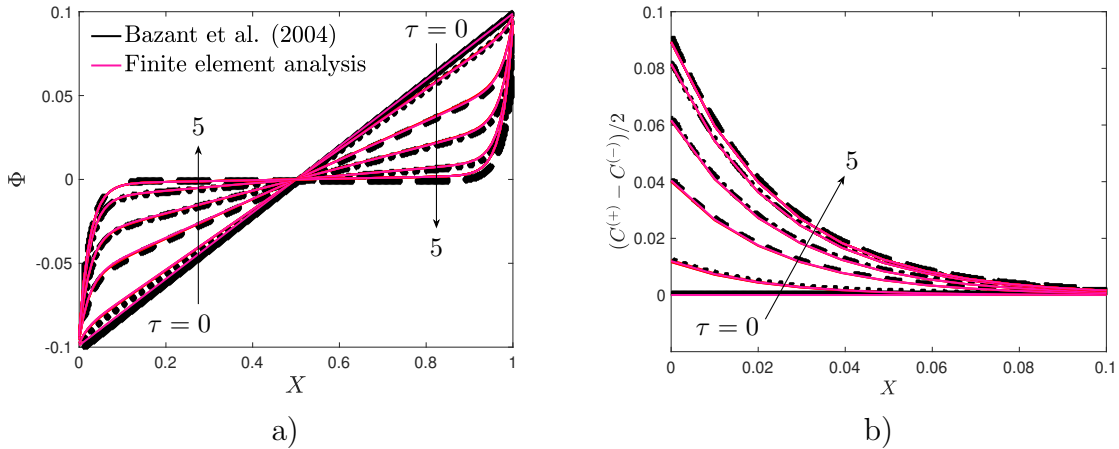 Bazant et al. (2004)
Finite element analysis
τ = 0
5
5
τ = 0
0.1
0.05
0
-0.05
-0.1
Φ
0 0.2 0.4 0.6 0.8 1
X
a)
0.1
0.08
0.06
0.04
0.02
0
(C^(+) − C^(−))/2
5
τ = 0
0 0.02 0.04 0.06 0.08 0.1
X
b)